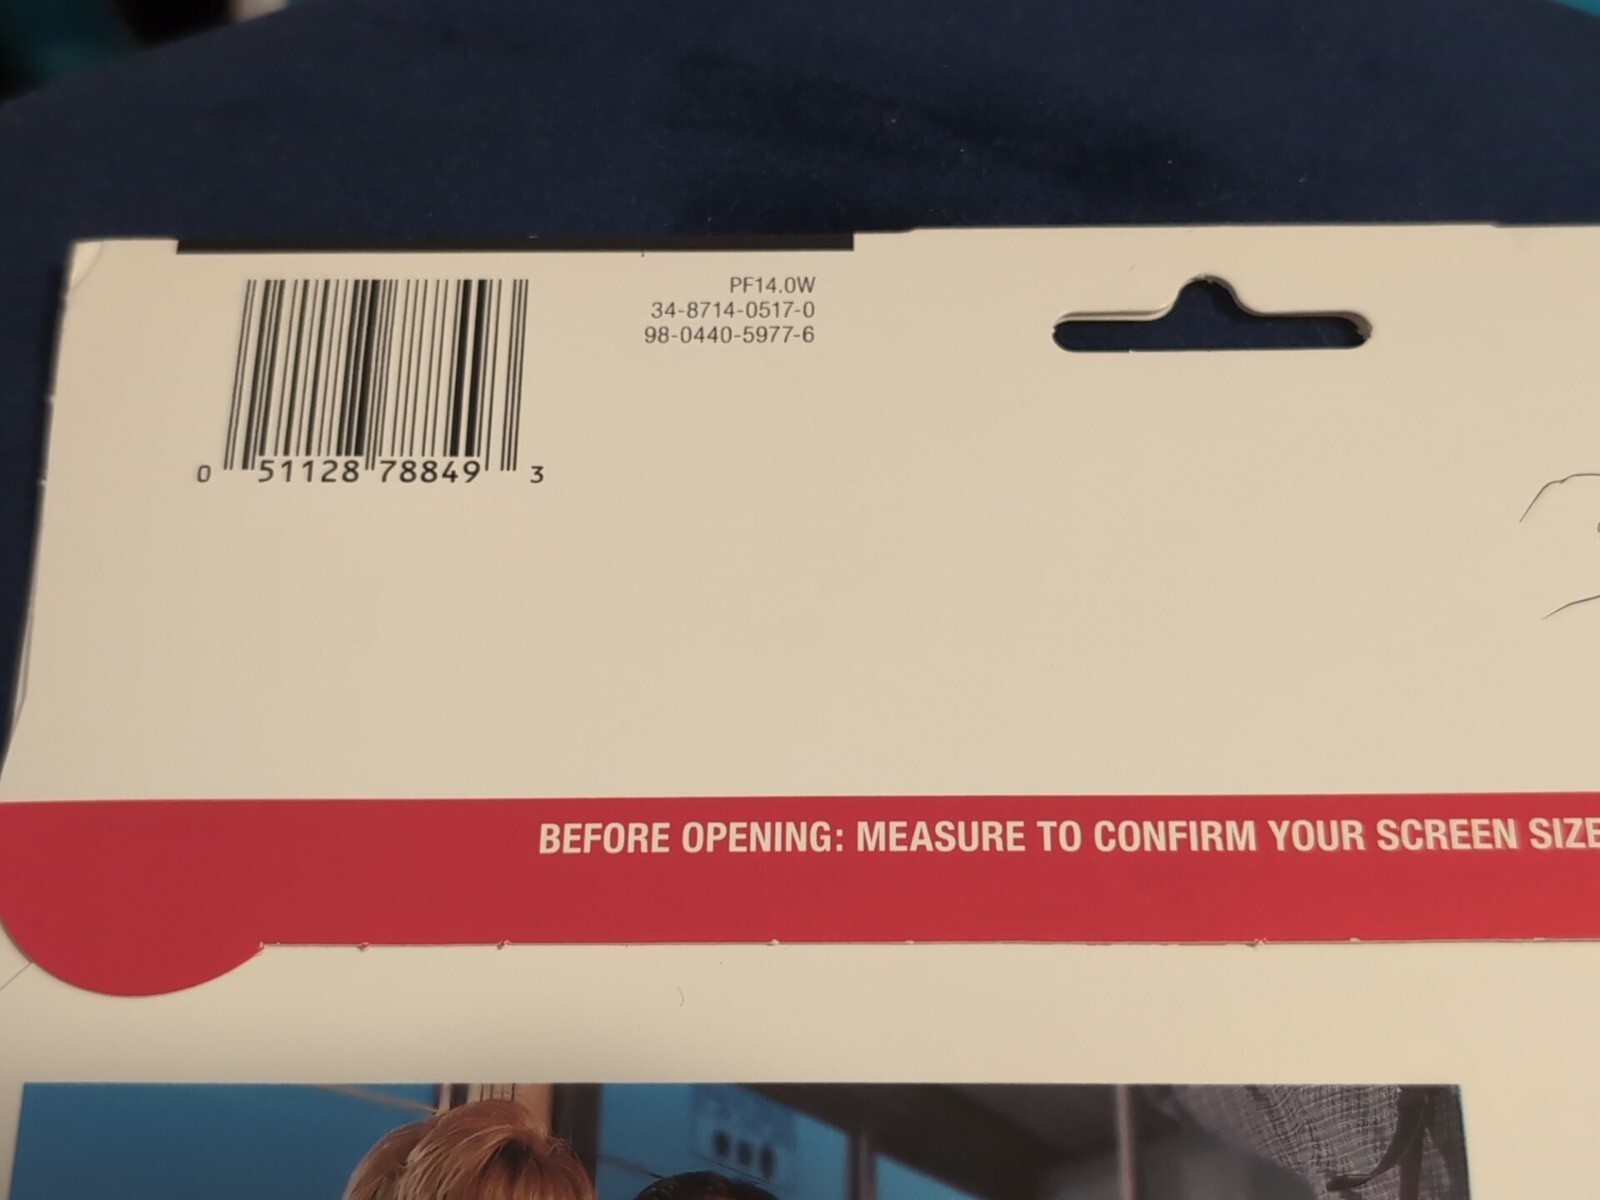 PF14.0W
34-8714-0517-0
98-0440-5977-6
0 51128 78849 3
BEFORE OPENING: MEASURE TO CONFIRM YOUR SCREEN SIZE